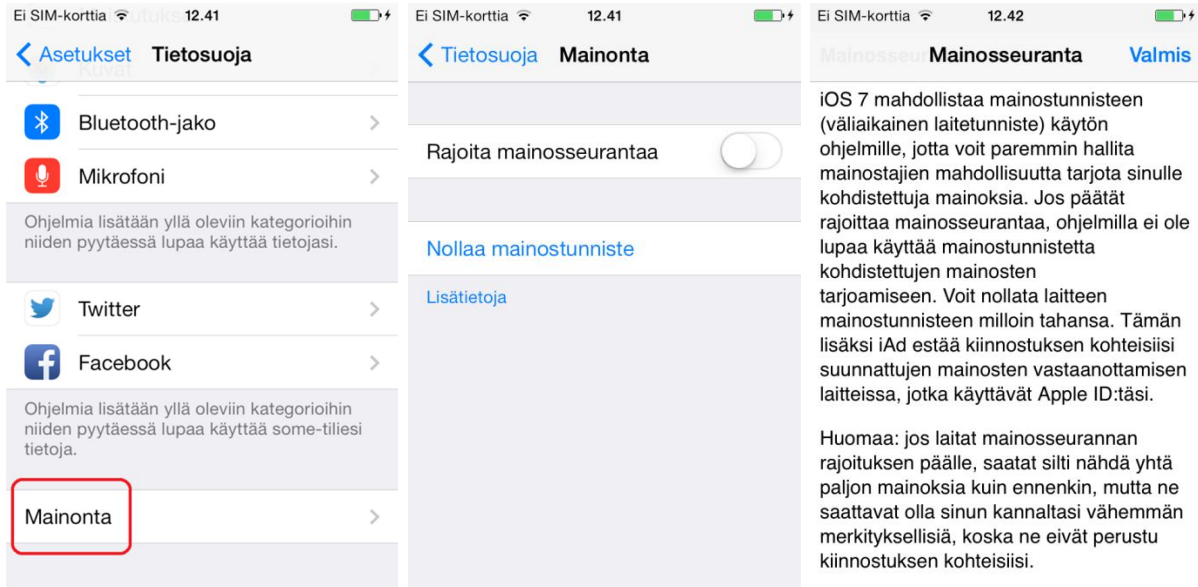 Ei SIM-korttia 12.41
Asetukset Tietosuoja
Kuvat
Bluetooth-jako
Mikrofoni
Ohjelmia lisätään yllä oleviin kategorioihin
niiden pyytäessä lupaa käyttää tietojasi.
Twitter
Facebook
Ohjelmia lisätään yllä oleviin kategorioihin
niiden pyytäessä lupaa käyttää some-tiliesi
tietoja.
Mainonta
Ei SIM-korttia 12.41
Tietosuoja Mainonta
Rajoita mainosseurantaa
Nollaa mainostunniste
Lisätietoja
Ei SIM-korttia 12.42
Mainosseuranta Valmis
iOS 7 mahdollistaa mainostunnisteen
(väliaikainen laitetunniste) käytön
ohjelmille, jotta voit paremmin hallita
mainostajien mahdollisuutta tarjota sinulle
kohdistettuja mainoksia. Jos päätät
rajoittaa mainosseurantaa, ohjelmilla ei ole
lupaa käyttää mainostunnistetta
kohdistettujen mainosten
tarjoamiseen. Voit nollata laitteen
mainostunnisteen milloin tahansa. Tämän
lisäksi iAd estää kiinnostuksen kohteisiisi
suunnattujen mainosten vastaanottamisen
laitteissa, jotka käyttävät Apple ID:täsi.
Huomaa: jos laitat mainosseurannan
rajoituksen päälle, saatat silti nähdä yhtä
paljon mainoksia kuin ennenkin, mutta ne
saattavat olla sinun kannaltasi vähemmän
merkityksellisiä, koska ne eivät perustu
kiinnostuksen kohteisiisi.